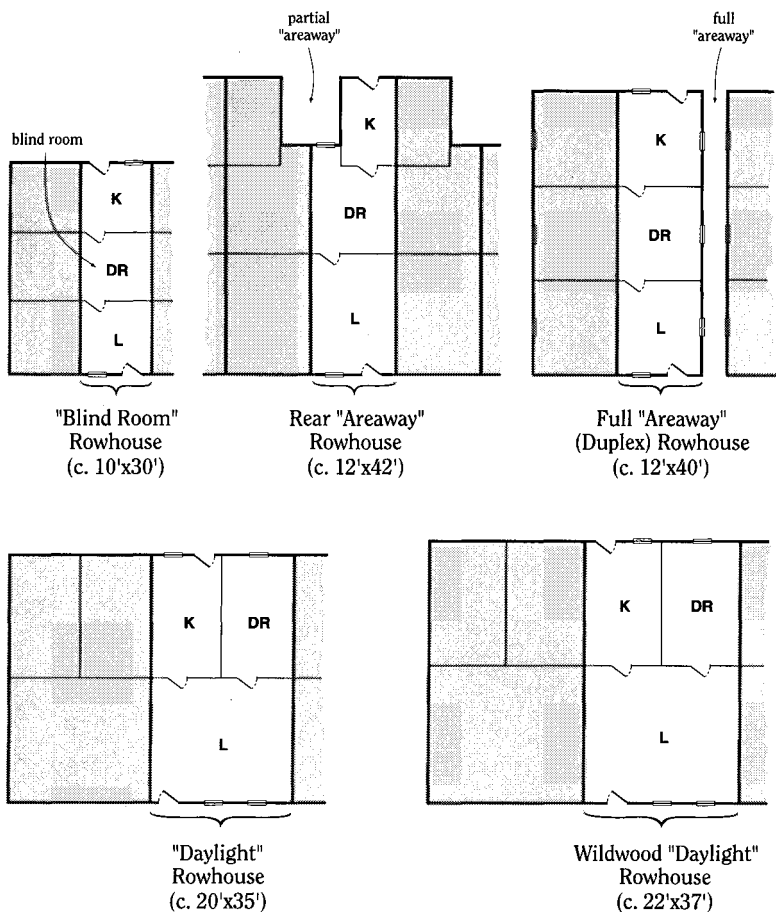 partial
"areaway"
full
"areaway"
blind room
K
DR
L
K
DR
L
K
DR
L
"Blind Room"
Rowhouse
(c. 10'x30')
Rear "Areaway"
Rowhouse
(c. 12'x42')
Full "Areaway"
(Duplex) Rowhouse
(c. 12'x40')
K DR
L
K DR
L
"Daylight"
Rowhouse
(c. 20'x35')
Wildwood "Daylight"
Rowhouse
(c. 22'x37')